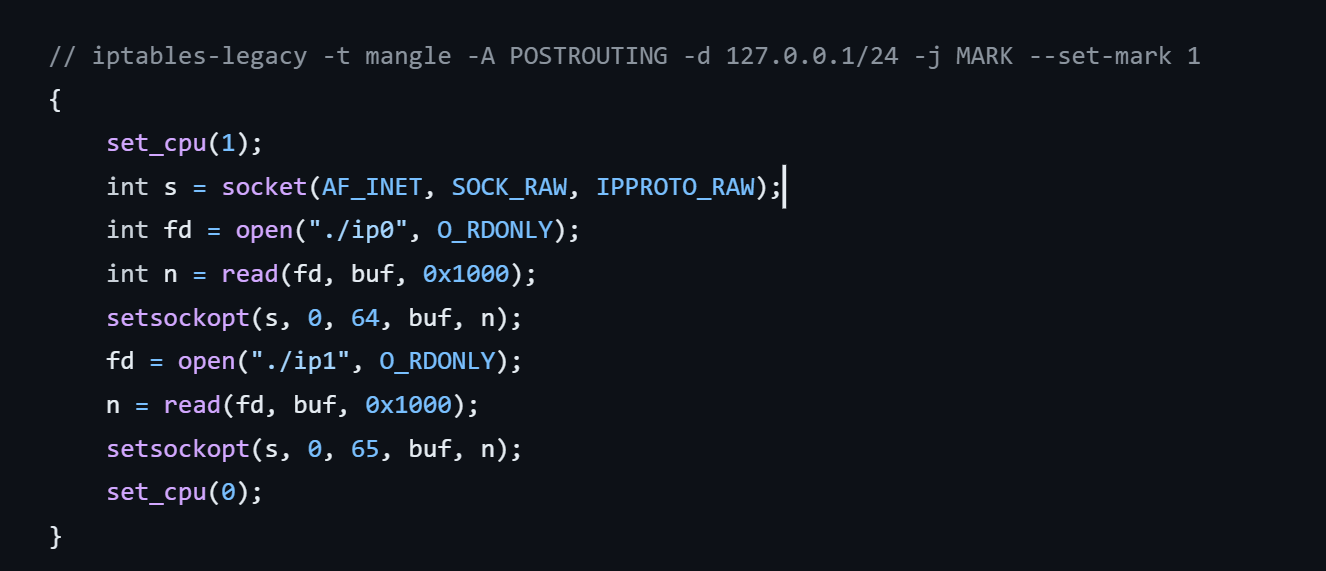 // iptables-legacy -t mangle -A POSTROUTING -d 127.0.0.1/24 -j MARK --set-mark 1
{
    set_cpu(1);
    int s = socket(AF_INET, SOCK_RAW, IPPROTO_RAW);
    int fd = open("./ip0", O_RDONLY);
    int n = read(fd, buf, 0x1000);
    setsockopt(s, 0, 64, buf, n);
    fd = open("./ip1", O_RDONLY);
    n = read(fd, buf, 0x1000);
    setsockopt(s, 0, 65, buf, n);
    set_cpu(0);
}